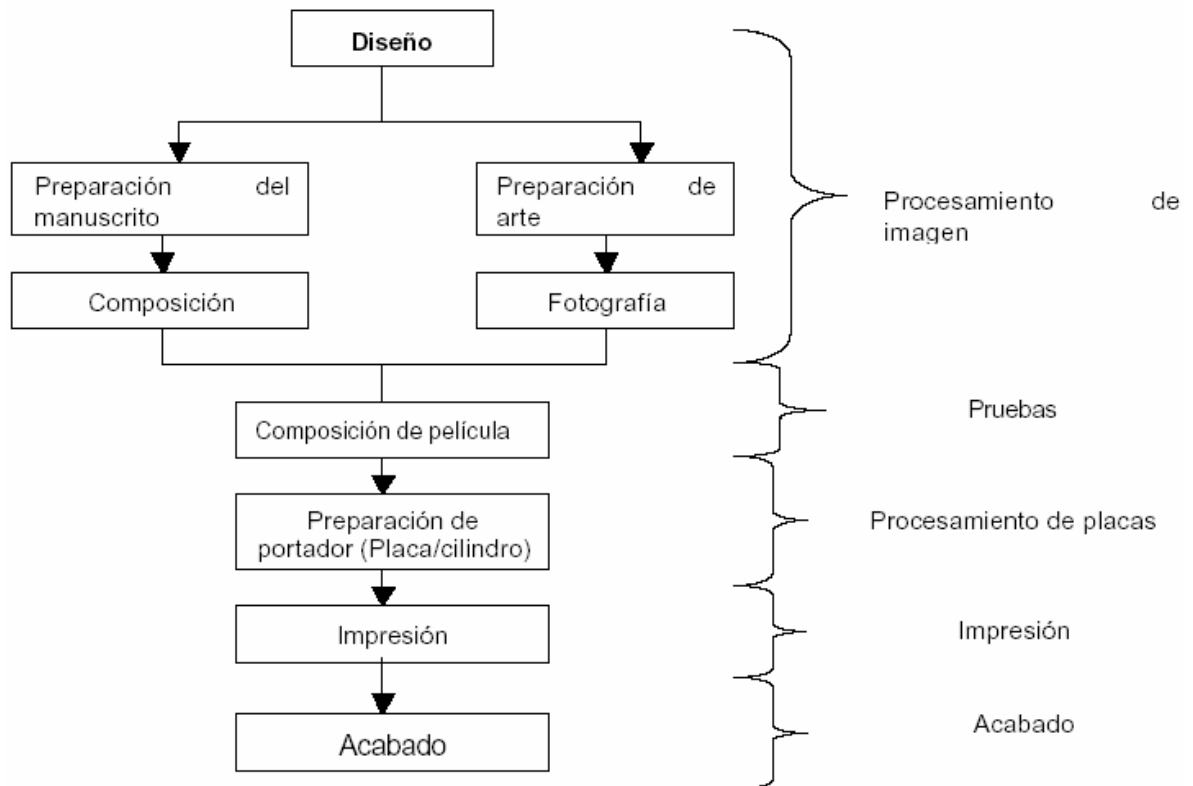 Diseño
Preparación del
manuscrito
Preparación de
arte
Procesamiento de
imagen
Composición
Fotografía
Composición de película
Pruebas
Preparación de
portador (Placa/cilindro)
Procesamiento de placas
Impresión
Impresión
Acabado
Acabado